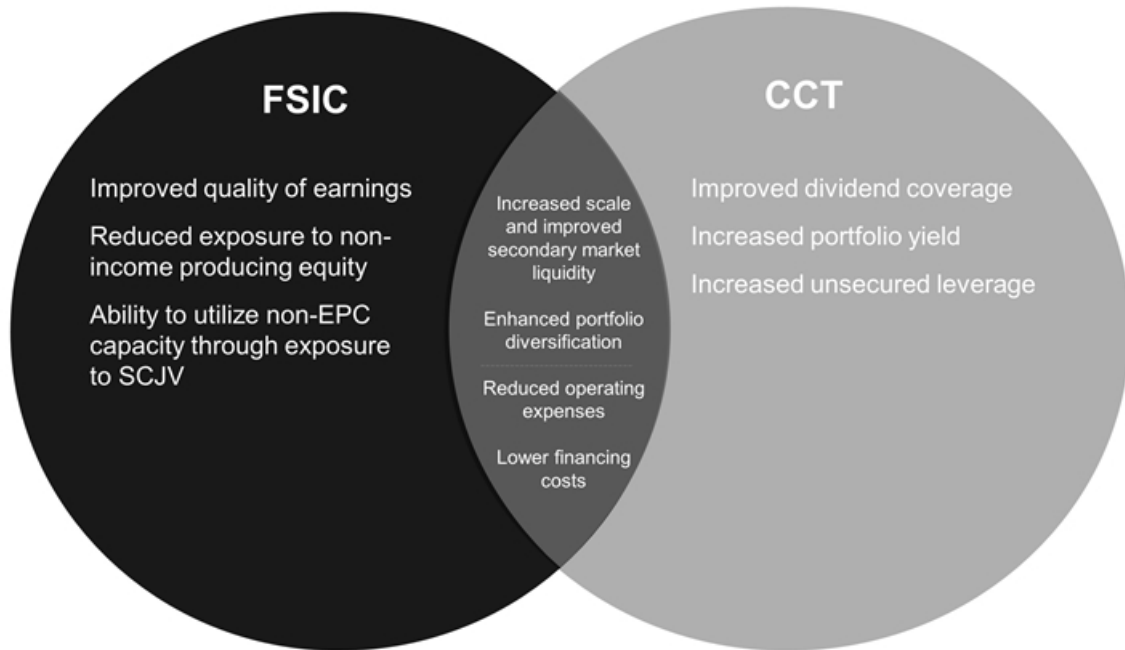 FSIC
Improved quality of earnings
Reduced exposure to non-
income producing equity
Ability to utilize non-EPC
capacity through exposure
to SCJV
Increased scale
and improved
secondary market
liquidity
Enhanced portfolio
diversification
Reduced operating
expenses
Lower financing
costs
CCT
Improved dividend coverage
Increased portfolio yield
Increased unsecured leverage